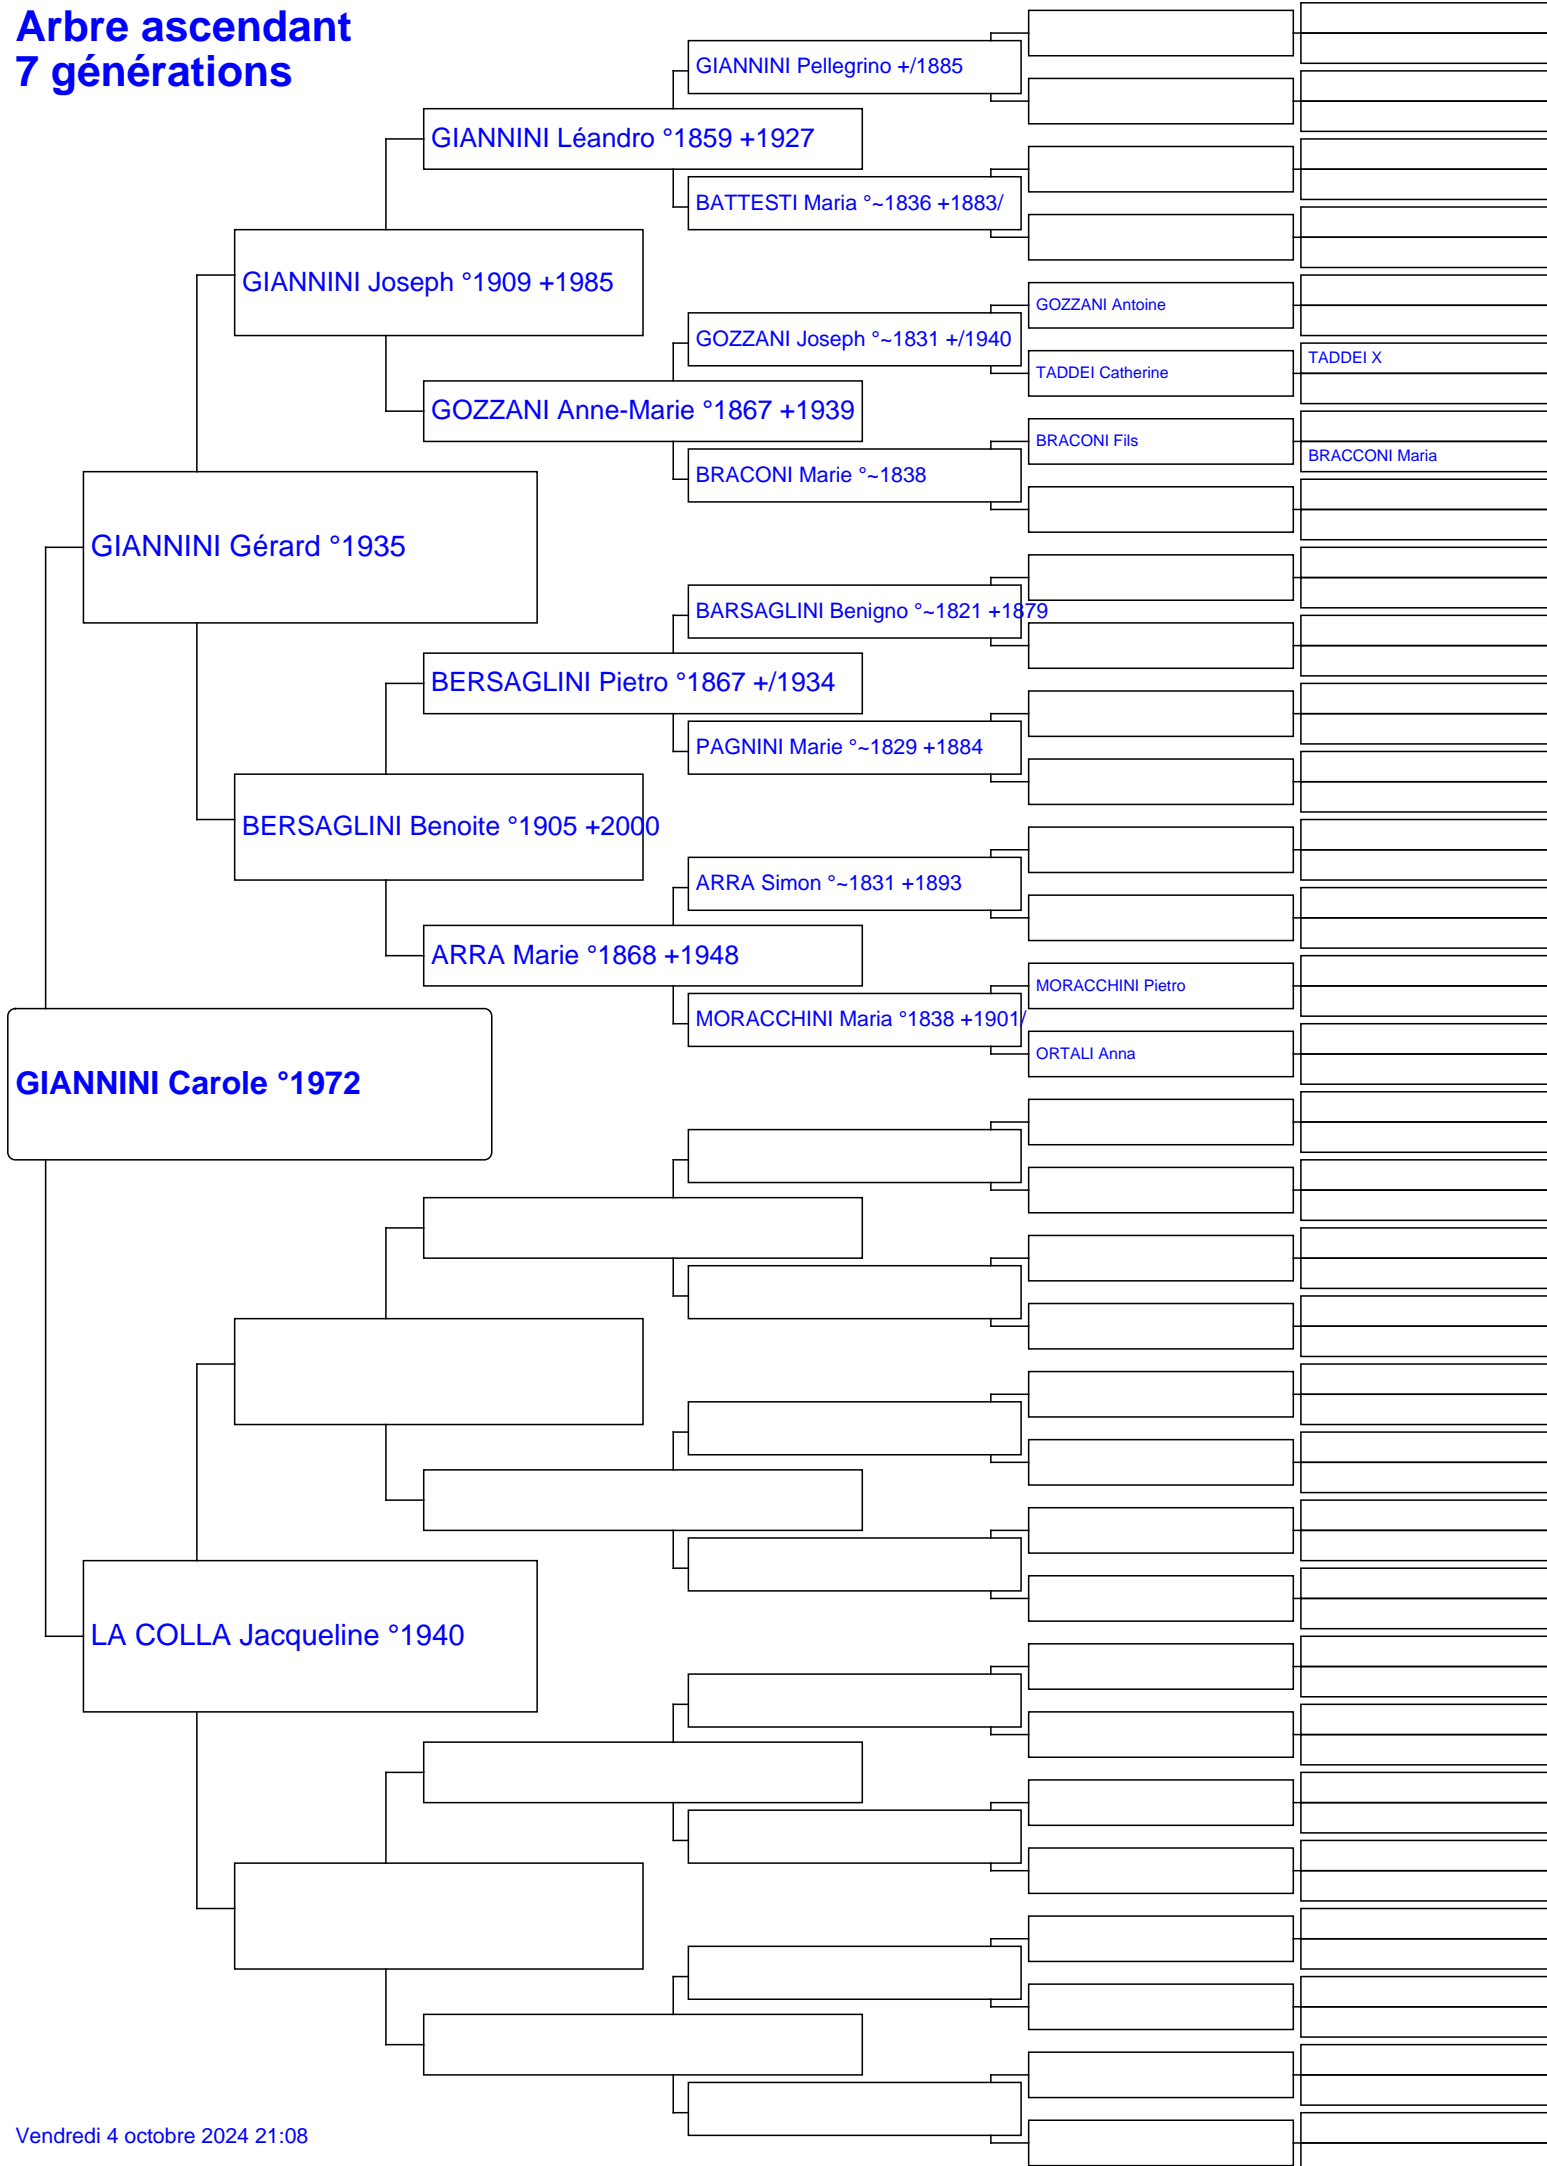 Arbre ascendant
7 générations
GIANNINI Pellegrino +/1885
GIANNINI Léandro °1859 +1927
BATTESTI Maria °~1836 +1883/
GIANNINI Joseph °1909 +1985
GOZZANI Antoine
GOZZANI Joseph °~1831 +/1940
TADDEI X
TADDEI Catherine
GOZZANI Anne-Marie °1867 +1939
BRACONI Fils
BRACCONI Maria
BRACONI Marie °~1838
GIANNINI Gérard °1935
BARSAGLINI Benigno °~1821 +1879
BERSAGLINI Pietro °1867 +/1934
PAGNINI Marie °~1829 +1884
BERSAGLINI Benoite °1905 +2000
ARRA Simon °~1831 +1893
ARRA Marie °1868 +1948
MORACCHINI Pietro
MORACCHINI Maria °1838 +1901/
ORTALI Anna
GIANNINI Carole °1972
LA COLLA Jacqueline °1940
Vendredi 4 octobre 2024 21:08